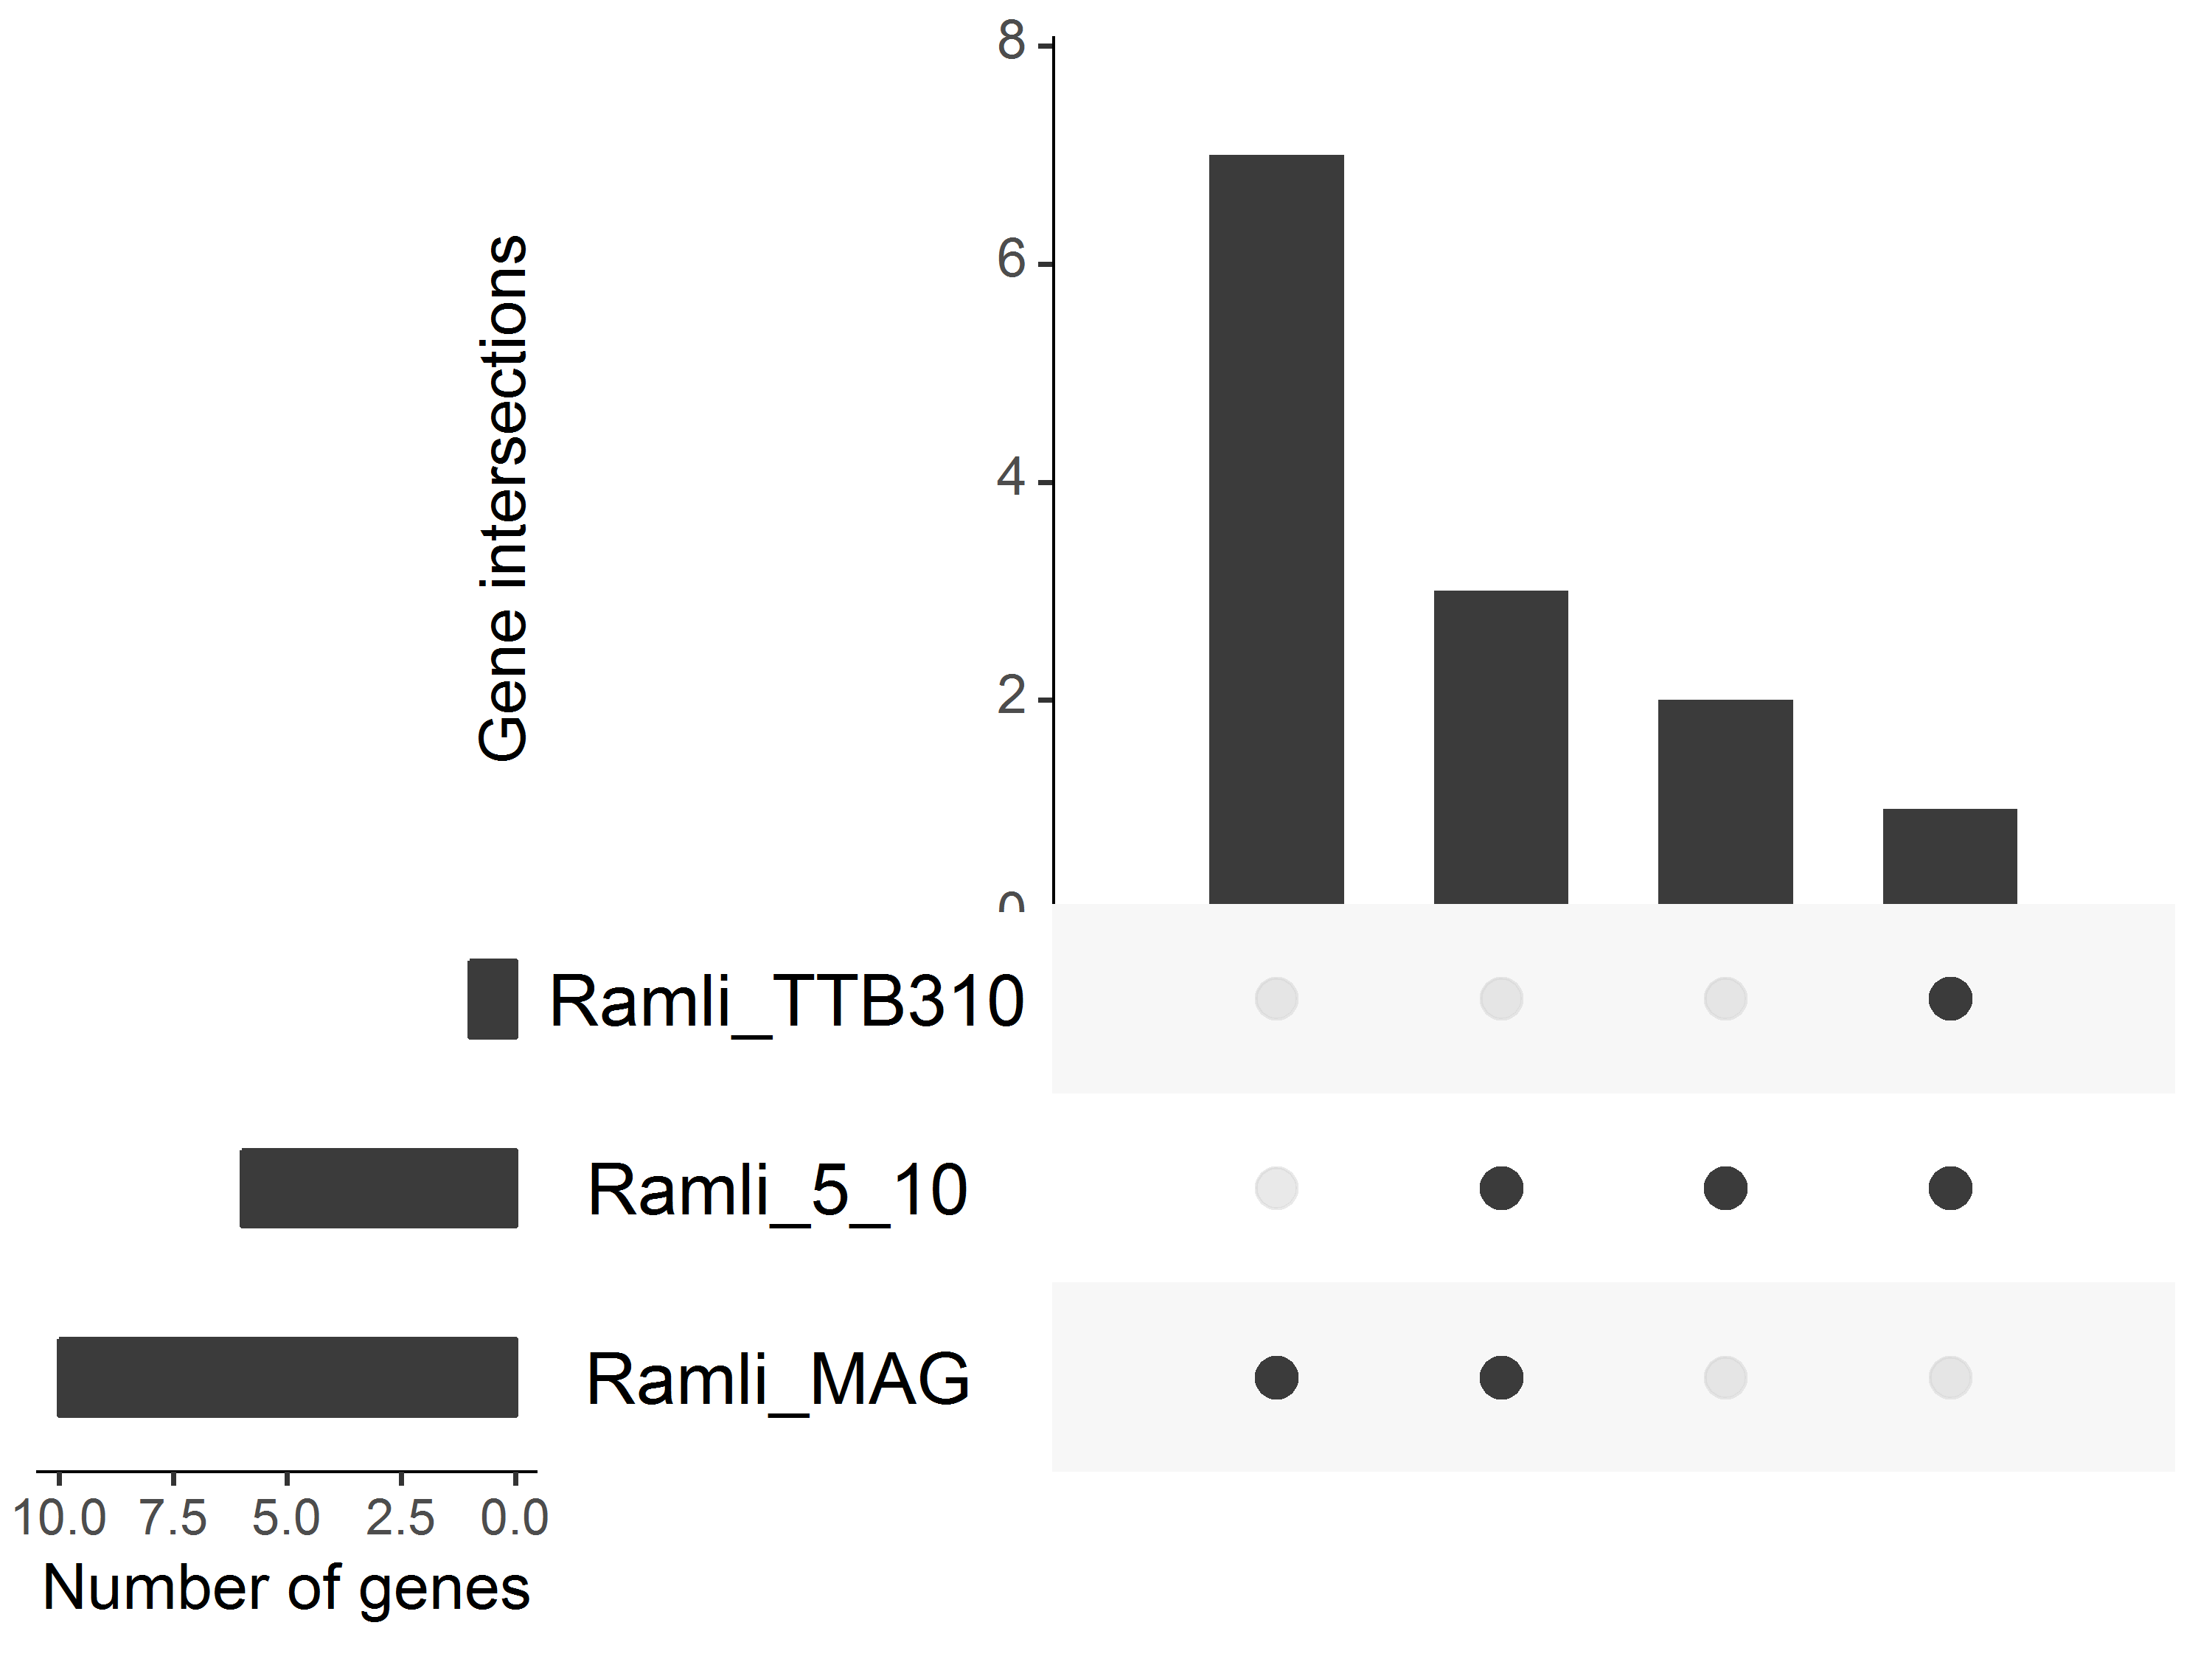 8
6
4
2
0
Gene intersections
Ramli_TTB310
Ramli_5_10
Ramli_MAG
10.0 7.5 5.0 2.5 0.0
Number of genes